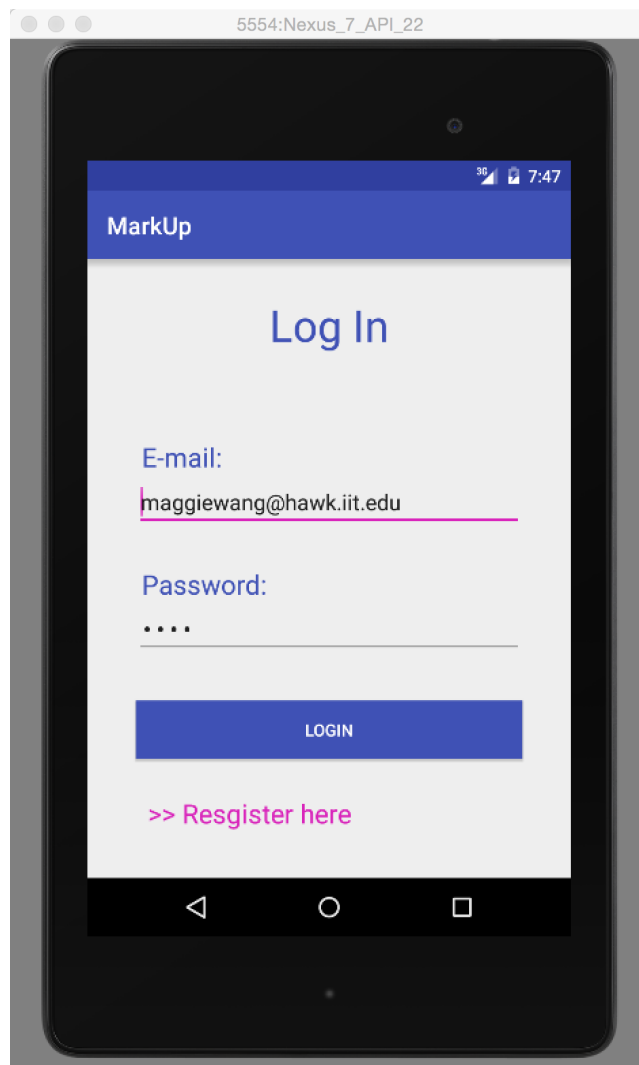 5554:Nexus_7_API_22
3G 7:47
MarkUp
Log In
E-mail:
maggiewang@hawk.iit.edu
Password:
••••
LOGIN
>> Resgister here